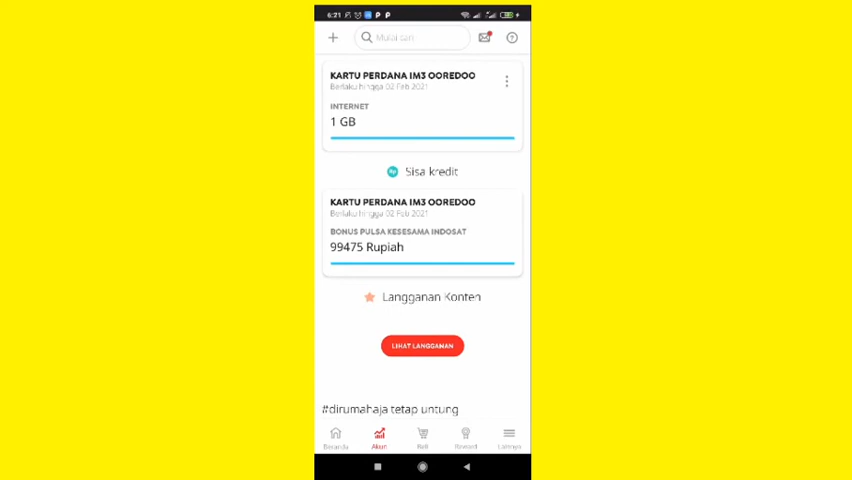 6:21
Mulai cari
KARTU PERDANA IM3 OOREDOO
Berlaku hingga 02 Feb 2021
INTERNET
1 GB
Rp Sisa kredit
KARTU PERDANA IM3 OOREDOO
Berlaku hingga 02 Feb 2021
BONUS PULSA KESESAMA INDOSAT
99475 Rupiah
Langganan Konten
LIHAT LANGGANAN
#dirumahaja tetap untung
Beranda Akun Beli Reward Lainnya